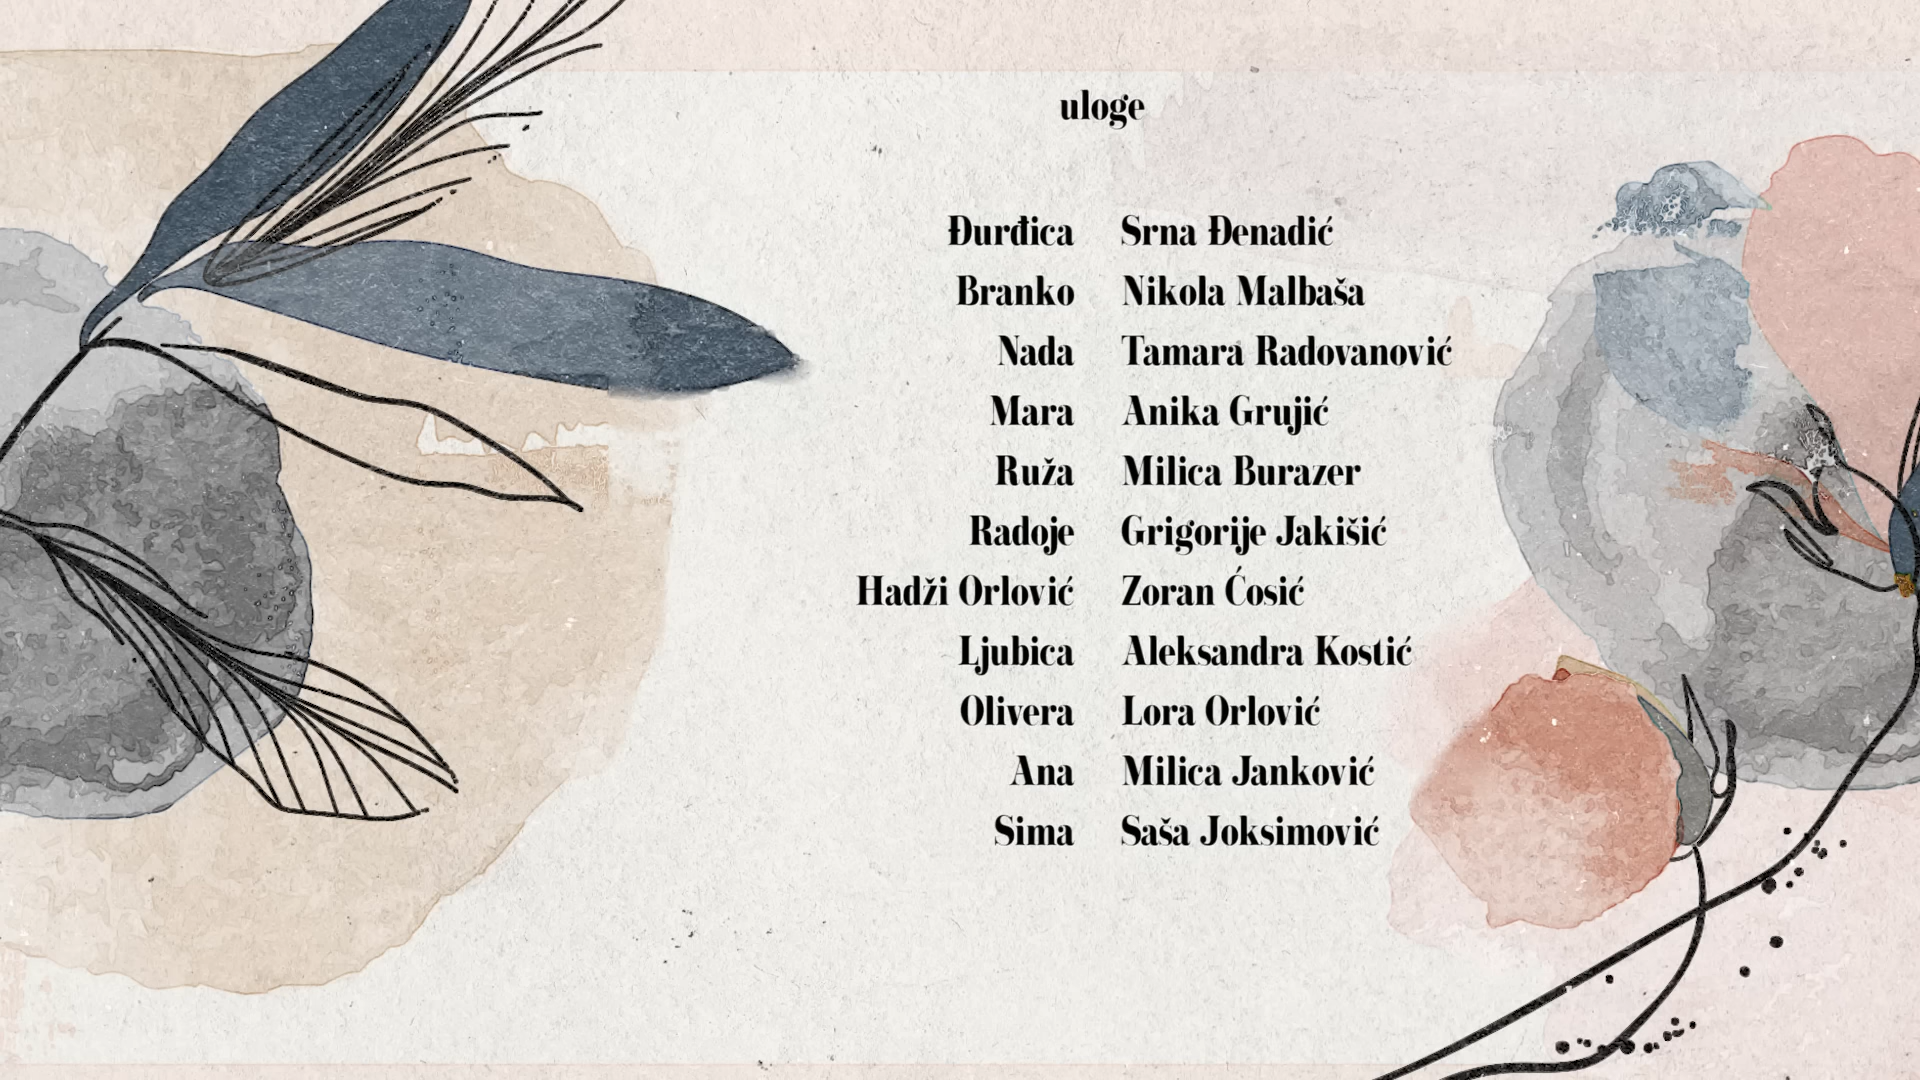 uloge
Đurđica Srna Đenadić
Branko Nikola Malbaša
Nada Tamara Radovanović
Mara Anika Grujić
Ruža Milica Burazer
Radoje Grigorije Jakišić
Hadži Orlović Zoran Ćosić
Ljubica Aleksandra Kostić
Olivera Lora Orlović
Ana Milica Janković
Sima Saša Joksimović